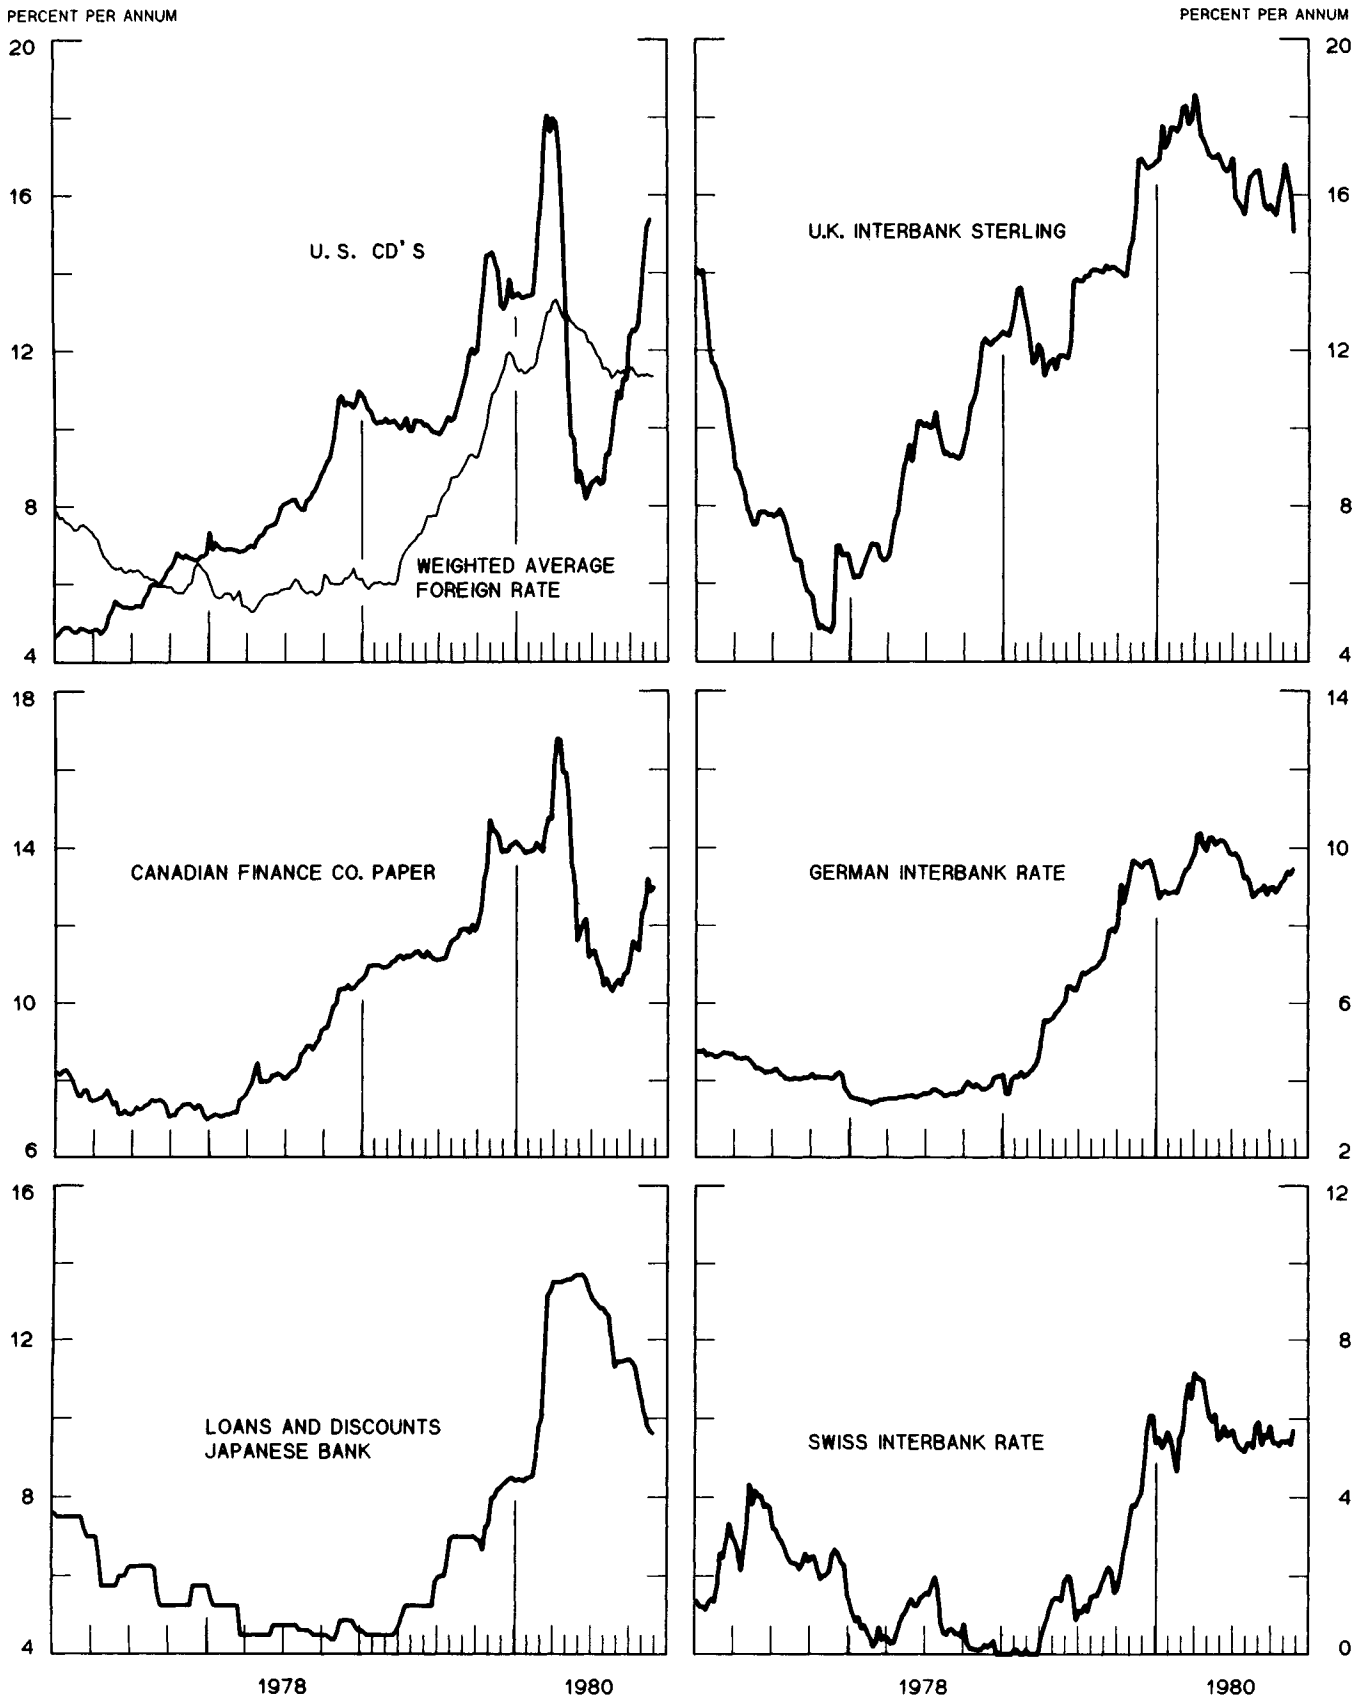 PERCENT PER ANNUM
PERCENT PER ANNUM
20
16
12
8
4
U.S. CD'S
WEIGHTED AVERAGE
FOREIGN RATE
20
16
12
8
4
U.K. INTERBANK STERLING
18
14
10
6
CANADIAN FINANCE CO. PAPER
14
10
6
2
GERMAN INTERBANK RATE
16
12
8
4
LOANS AND DISCOUNTS
JAPANESE BANK
12
8
4
0
SWISS INTERBANK RATE
1978
1980
1978
1980